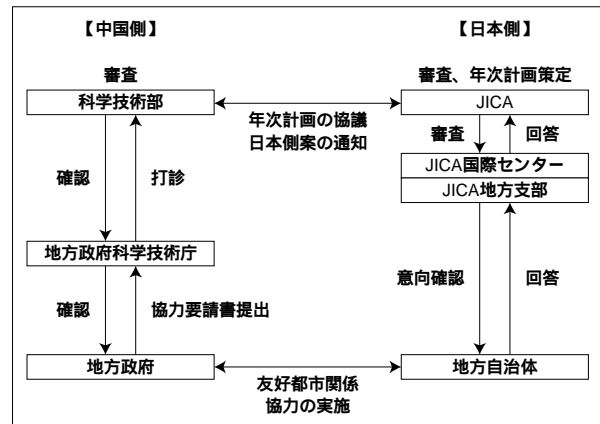 【中国側】
【日本側】
審査
審査、年次計画策定
科学技術部
JICA
年次計画の協議
日本側案の通知
審査
回答
JICA国際センター
JICA地方支部
確認
打診
地方政府科学技術庁
意向確認
回答
確認
協力要請書提出
地方政府
地方自治体
友好都市関係
協力の実施